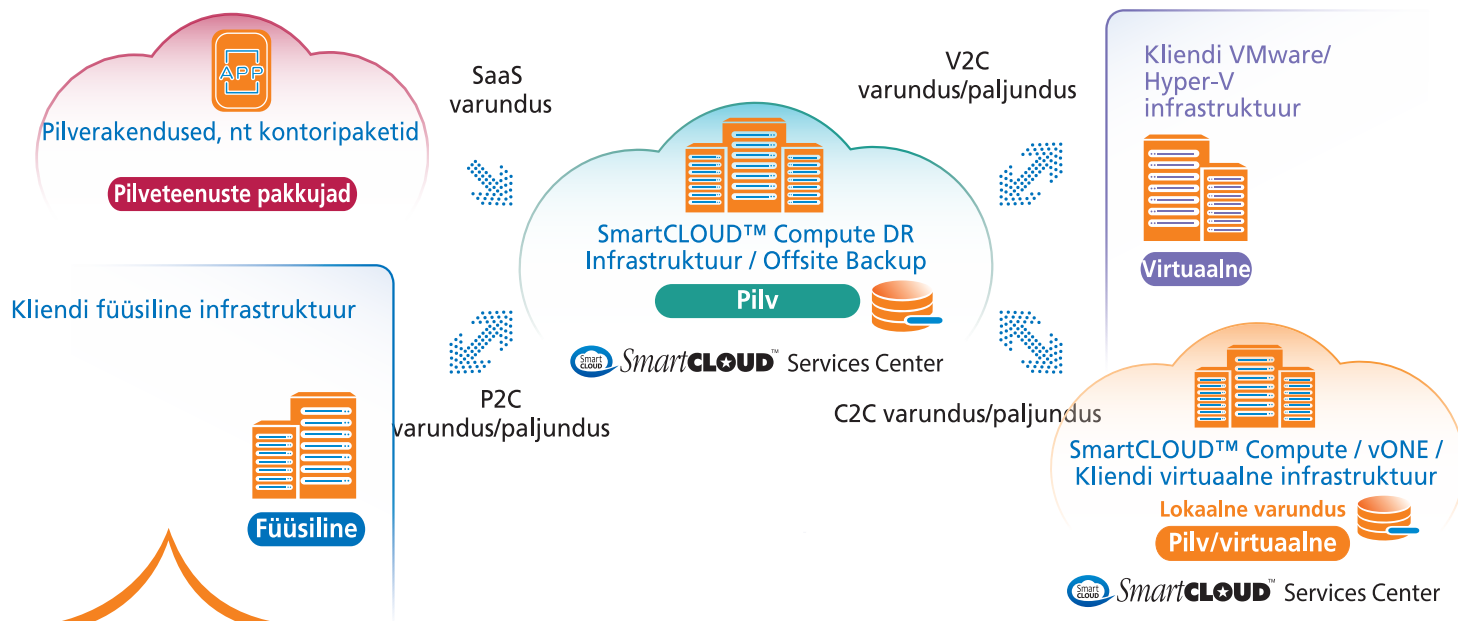 APP
Pilverakendused, nt kontoripaketid
Pilveteenuste pakkujad
SaaS
varundus
V2C
varundus/paljundus
Kliendi VMware/
Hyper-V
infrastruktuur
Virtuaalne
SmartCLOUD™ Compute DR
Infrastruktuur / Offsite Backup
Pilv
Smart
CLOUD
SmartCLOUD™ Services Center
Kliendi füüsiline infrastruktuur
Füüsiline
P2C
varundus/paljundus
C2C varundus/paljundus
SmartCLOUD™ Compute / vONE /
Kliendi virtuaalne infrastruktuur
Lokaalne varundus
Pilv/virtuaalne
Smart
CLOUD
SmartCLOUD™ Services Center